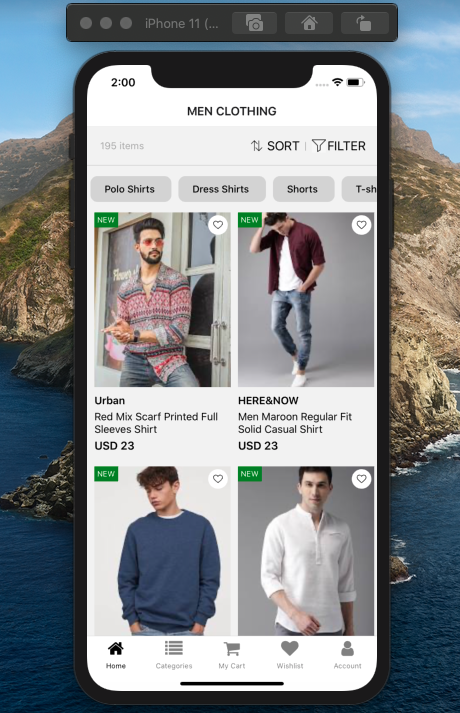 iPhone 11 (...
2:00
MEN CLOTHING
195 items
SORT
FILTER
Polo Shirts
Dress Shirts
Shorts
T-sh
NEW
NEW
Urban
HERE&NOW
Red Mix Scarf Printed Full
Sleeves Shirt
Men Maroon Regular Fit
Solid Casual Shirt
USD 23
USD 23
NEW
NEW
Home
Categories
My Cart
Wishlist
Account